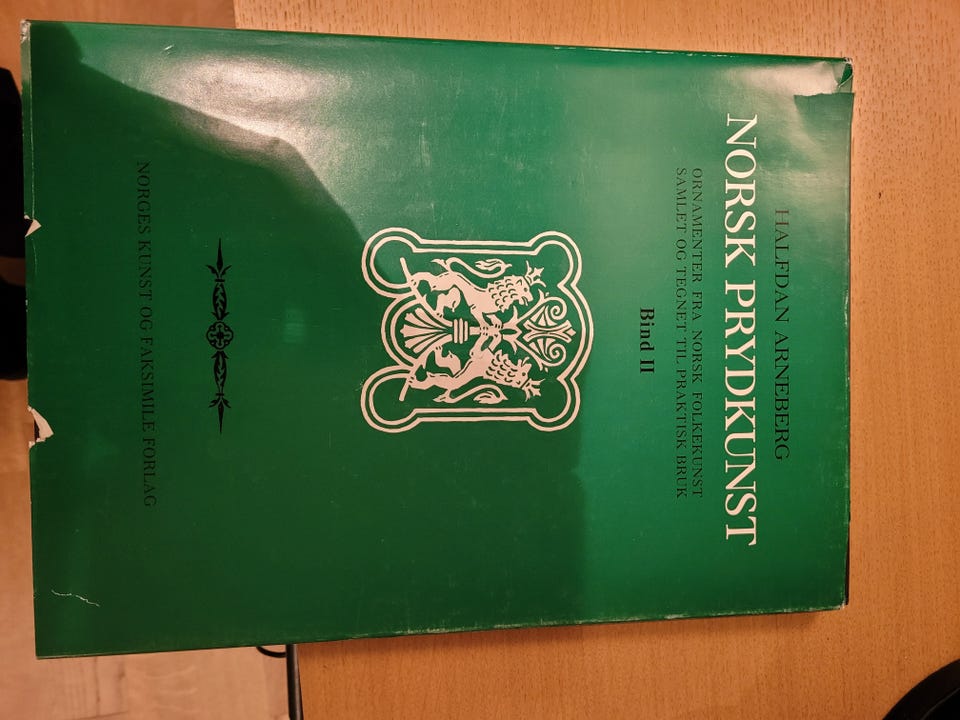 HALFDAN ARNEBERG
NORSK PRYDKUNST
ORNAMENTER FRA NORSK FOLKEKUNST
SAMLET OG TEGNET TIL PRAKTISK BRUK
Bind II
NORGES KUNST OG FAKSIMILE FORLAG